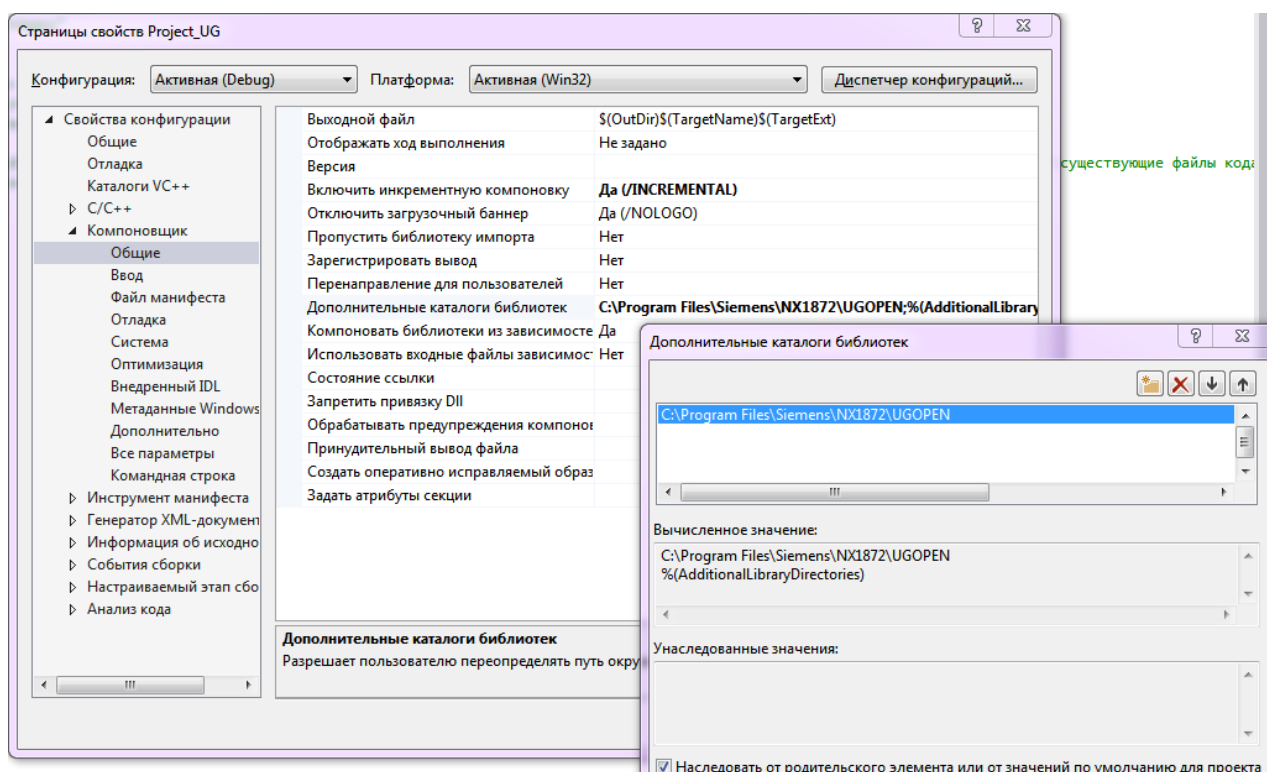 Страницы свойств Project_UG
Конфигурация: Активная (Debug) Платформа: Активная (Win32) Диспетчер конфигураций...
Свойства конфигурации
Общие
Отладка
Каталоги VC++
C/C++
Компоновщик
Общие
Ввод
Файл манифеста
Отладка
Система
Оптимизация
Внедренный IDL
Метаданные Windows
Дополнительно
Все параметры
Командная строка
Инструмент манифеста
Генератор XML-документ
Информация об исходно
События сборки
Настраиваемый этап сбо
Анализ кода
Выходной файл $(OutDir)$(TargetName)$(TargetExt)
Отображать ход выполнения Не задано
Версия
Включить инкрементную компоновку Да (/INCREMENTAL)
Отключить загрузочный баннер Да (/NOLOGO)
Пропустить библиотеку импорта Нет
Зарегистрировать вывод Нет
Перенаправление для пользователей Нет
Дополнительные каталоги библиотек C:\Program Files\Siemens\NX1872\UGOPEN;%(AdditionalLibrary
Компоновать библиотеки из зависимосте Да
Использовать входные файлы зависимос Нет
Состояние ссылки
Запретить привязку Dll
Обрабатывать предупреждения компонов
Принудительный вывод файла
Создать оперативно исправляемый образ
Задать атрибуты секции
Дополнительные каталоги библиотек
Разрешает пользователю переопределять путь окру
существующие файлы кода
Дополнительные каталоги библиотек
C:\Program Files\Siemens\NX1872\UGOPEN
Вычисленное значение:
C:\Program Files\Siemens\NX1872\UGOPEN
%(AdditionalLibraryDirectories)
Унаследованные значения:
Наследовать от родительского элемента или от значений по умолчанию для проекта